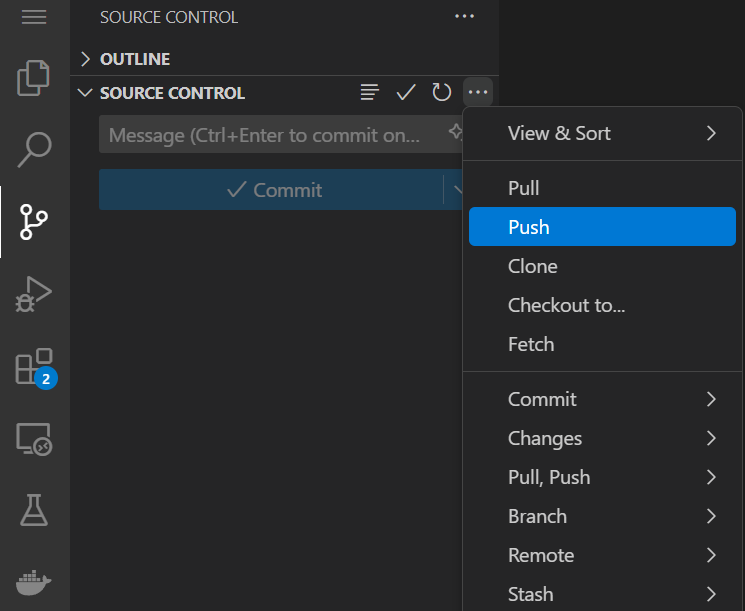 SOURCE CONTROL
OUTLINE
SOURCE CONTROL
Message (Ctrl+Enter to commit on...
Commit
2
View & Sort
Pull
Push
Clone
Checkout to...
Fetch
Commit
Changes
Pull, Push
Branch
Remote
Stash